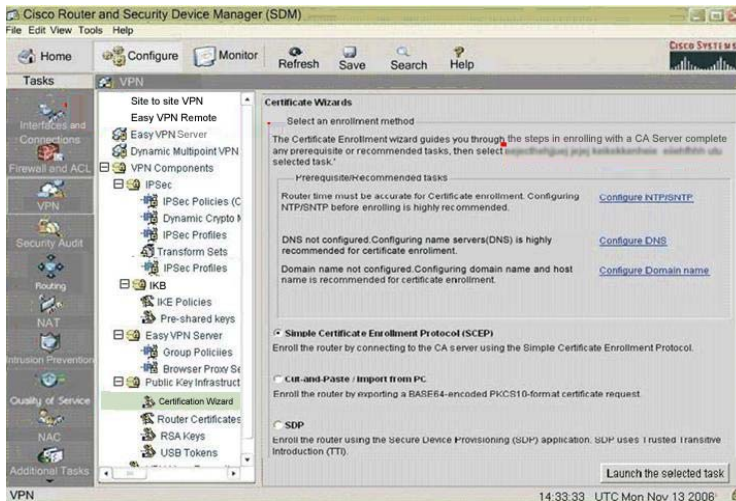 Cisco Router and Security Device Manager (SDM)
File Edit View Tools Help
Home Configure Monitor Refresh Save Search Help
CISCO SYSTEMS
Tasks
VPN
Interfaces and Connections
Firewall and ACL
VPN
Security Audit
Routing
NAT
Intrusion Prevention
Quality of Service
NAC
Additional Tasks
Site to site VPN
Easy VPN Remote
Easy VPN Server
Dynamic Multipoint VPN
VPN Components
IPSec
IPSec Policies (C
Dynamic Crypto M
IPSec Profiles
Transform Sets
IPSec Profiles
IKB
IKE Policies
Pre-shared keys
Easy VPN Server
Group Policiies
Browser Proxy Se
Public Key Infrastruct
Certification Wizard
Router Certificates
RSA Keys
USB Tokens
Certificate Wizards
Select an enrollment method
The Certificate Enrollment wizard guides you through the steps in enrolling with a CA Server complete
any prerequisite or recommended tasks, then select
selected task.'
Prerequisite/Recommended tasks
Router time must be accurate for Certificate enrollment. Configuring
NTP/SNTP before enrolling is highly recommended.
Configure NTP/SNTP
DNS not configured.Configuring name servers(DNS) is highly
recommended for certificate enrollment.
Configure DNS
Domain name not configured.Configuring domain name and host
name is recommended for certificate enrollment.
Configure Domain name
Simple Certificate Enrollment Protocol (SCEP)
Enroll the router by connecting to the CA server using the Simple Certificate Enrollment Protocol.
Cut-and-Paste / Import from PC
Enroll the router by exporting a BASE64-encoded PKCS10-format certificate request.
SDP
Enroll the router using the Secure Device Provisioning (SDP) application. SDP uses Trusted Transitive
Introduction (TTI).
Launch the selected task
VPN
14:33:33 UTC Mon Nov 13 2006